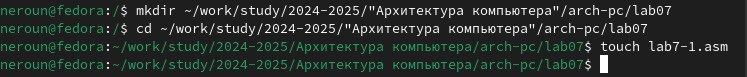 neroun@fedora:/$ mkdir ~/work/study/2024-2025/"Архитектура компьютера"/arch-pc/lab07
neroun@fedora:/$ cd ~/work/study/2024-2025/"Архитектура компьютера"/arch-pc/lab07
neroun@fedora:~/work/study/2024-2025/Архитектура компьютера/arch-pc/lab07$ touch lab7-1.asm
neroun@fedora:~/work/study/2024-2025/Архитектура компьютера/arch-pc/lab07$